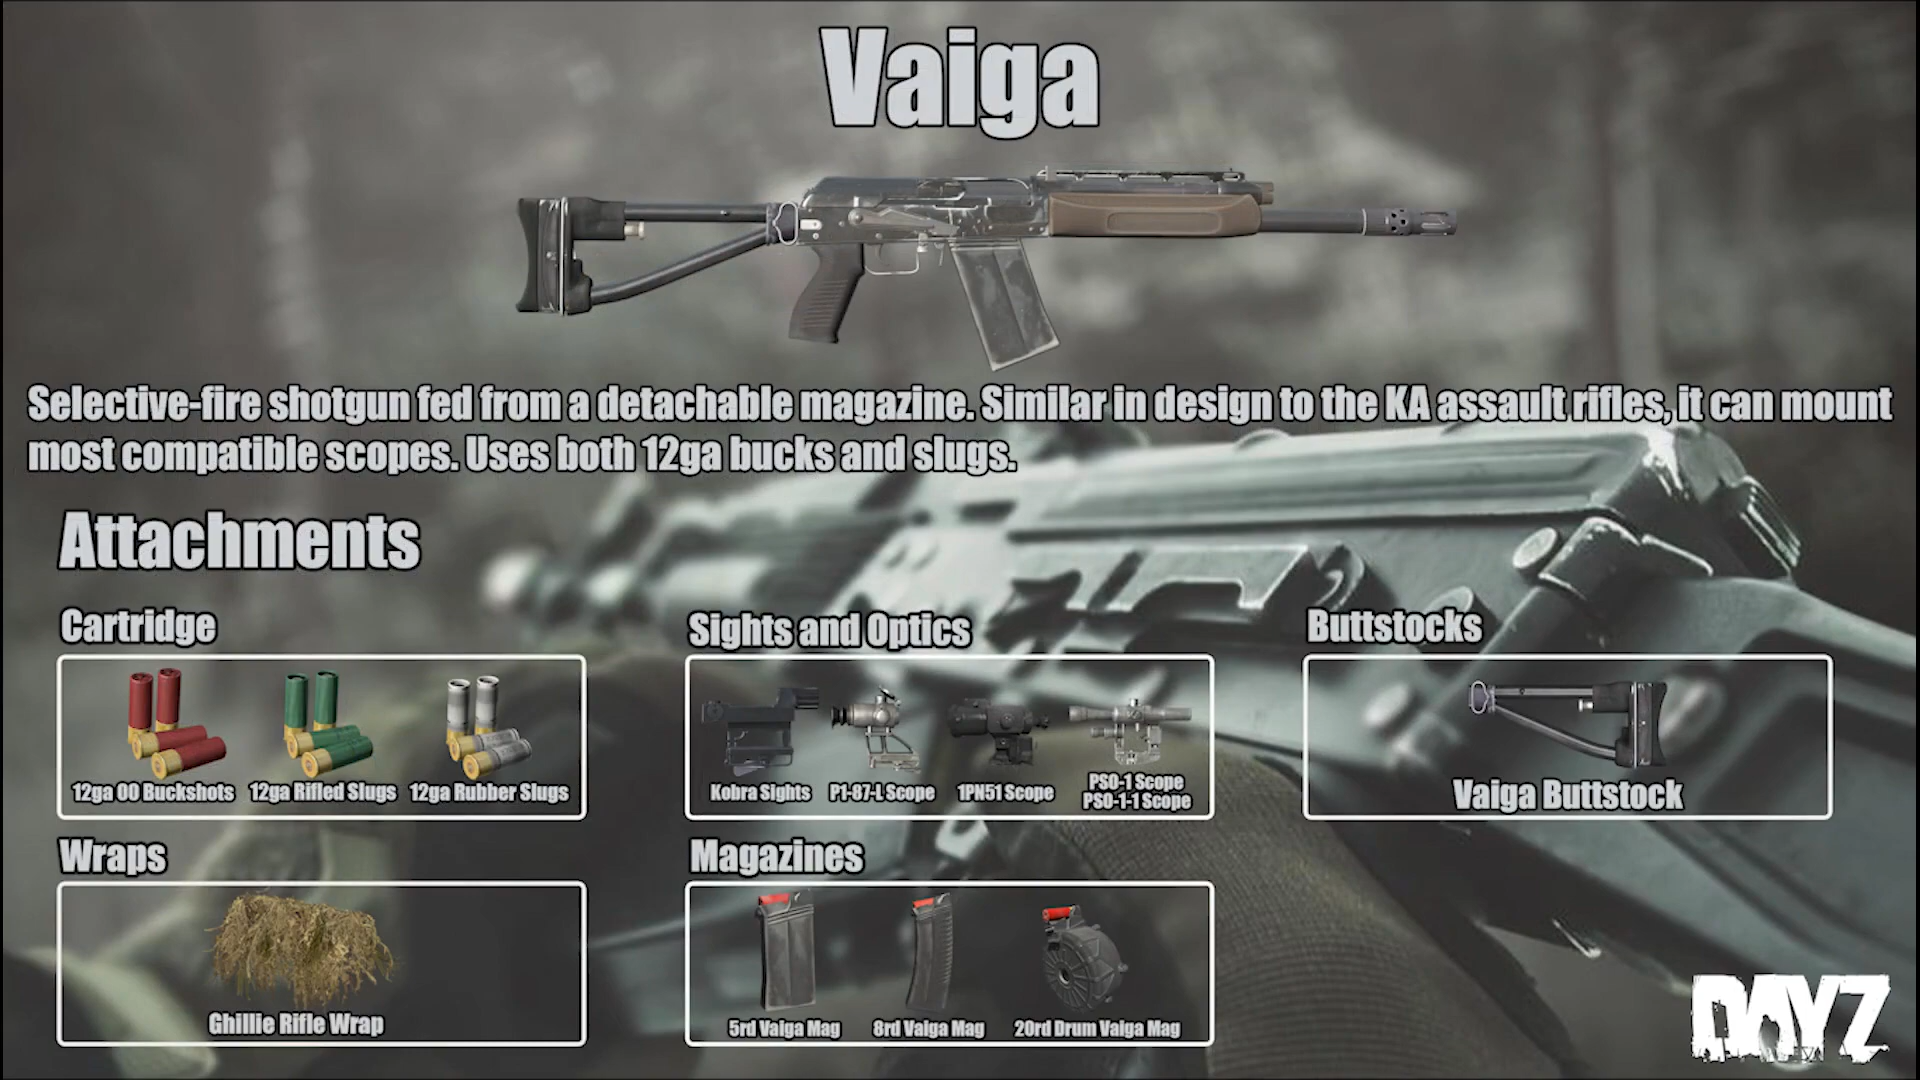 Vaiga
Selective-fire shotgun fed from a detachable magazine. Similar in design to the KA assault rifles, it can mount
most compatible scopes. Uses both 12ga bucks and slugs.
Attachments
Cartridge
12ga 00 Buckshots
12ga Rifled Slugs
12ga Rubber Slugs
Sights and Optics
Kobra Sights
P1-87-L Scope
1PN51 Scope
PSO-1 Scope
PSO-1-1 Scope
Buttstocks
Vaiga Buttstock
Wraps
Ghillie Rifle Wrap
Magazines
5rd Vaiga Mag
8rd Vaiga Mag
20rd Drum Vaiga Mag
DAYZ